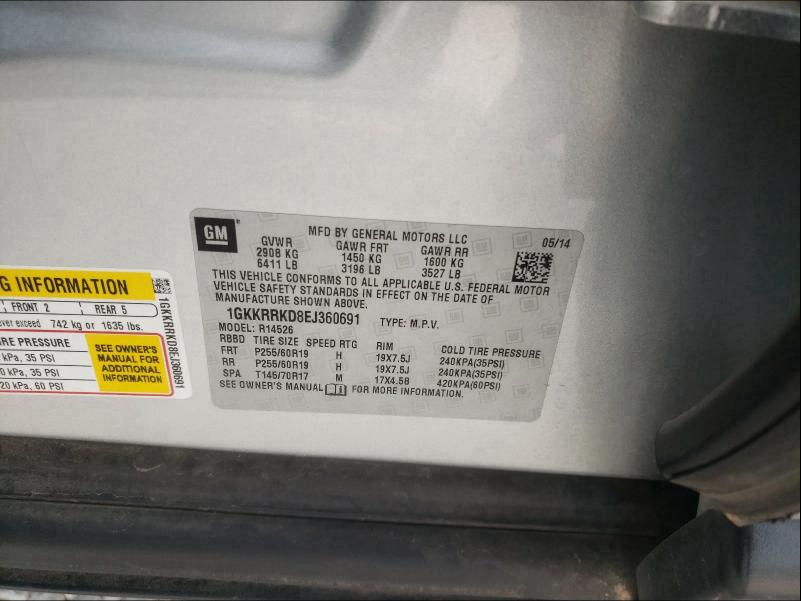 GM
MFD BY GENERAL MOTORS LLC 05/14
GVWR GAWR FRT GAWR RR
2908 KG 1450 KG 1600 KG
6411 LB 3196 LB 3527 LB
THIS VEHICLE CONFORMS TO ALL APPLICABLE U.S. FEDERAL MOTOR
VEHICLE SAFETY STANDARDS IN EFFECT ON THE DATE OF
MANUFACTURE SHOWN ABOVE.
1GKKRRKD8EJ360691 TYPE: M.P.V.
MODEL: R14526
RBBD TIRE SIZE SPEED RTG RIM COLD TIRE PRESSURE
FRT P255/60R19 H 19X7.5J 240KPA(35PSI)
RR P255/60R19 H 19X7.5J 240KPA(35PSI)
SPA T145/70R17 M 17X4.5B 420KPA(60PSI)
SEE OWNER'S MANUAL FOR MORE INFORMATION.
G INFORMATION
FRONT 2 REAR 5
ever exceed 742 kg or 1635 lbs.
IRE PRESSURE
kPa, 35 PSI
0 kPa, 35 PSI
20 kPa, 60 PSI
SEE OWNER'S
MANUAL FOR
ADDITIONAL
INFORMATION
1GKKRRKD8EJ360691